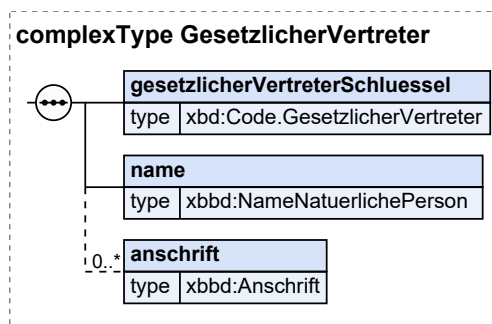 complexType GesetzlicherVertreter
gesetzlicherVertreterSchluessel
type xbd:Code.GesetzlicherVertreter
name
type xbbd:NameNatuerlichePerson
0..* anschrift
type xbbd:Anschrift